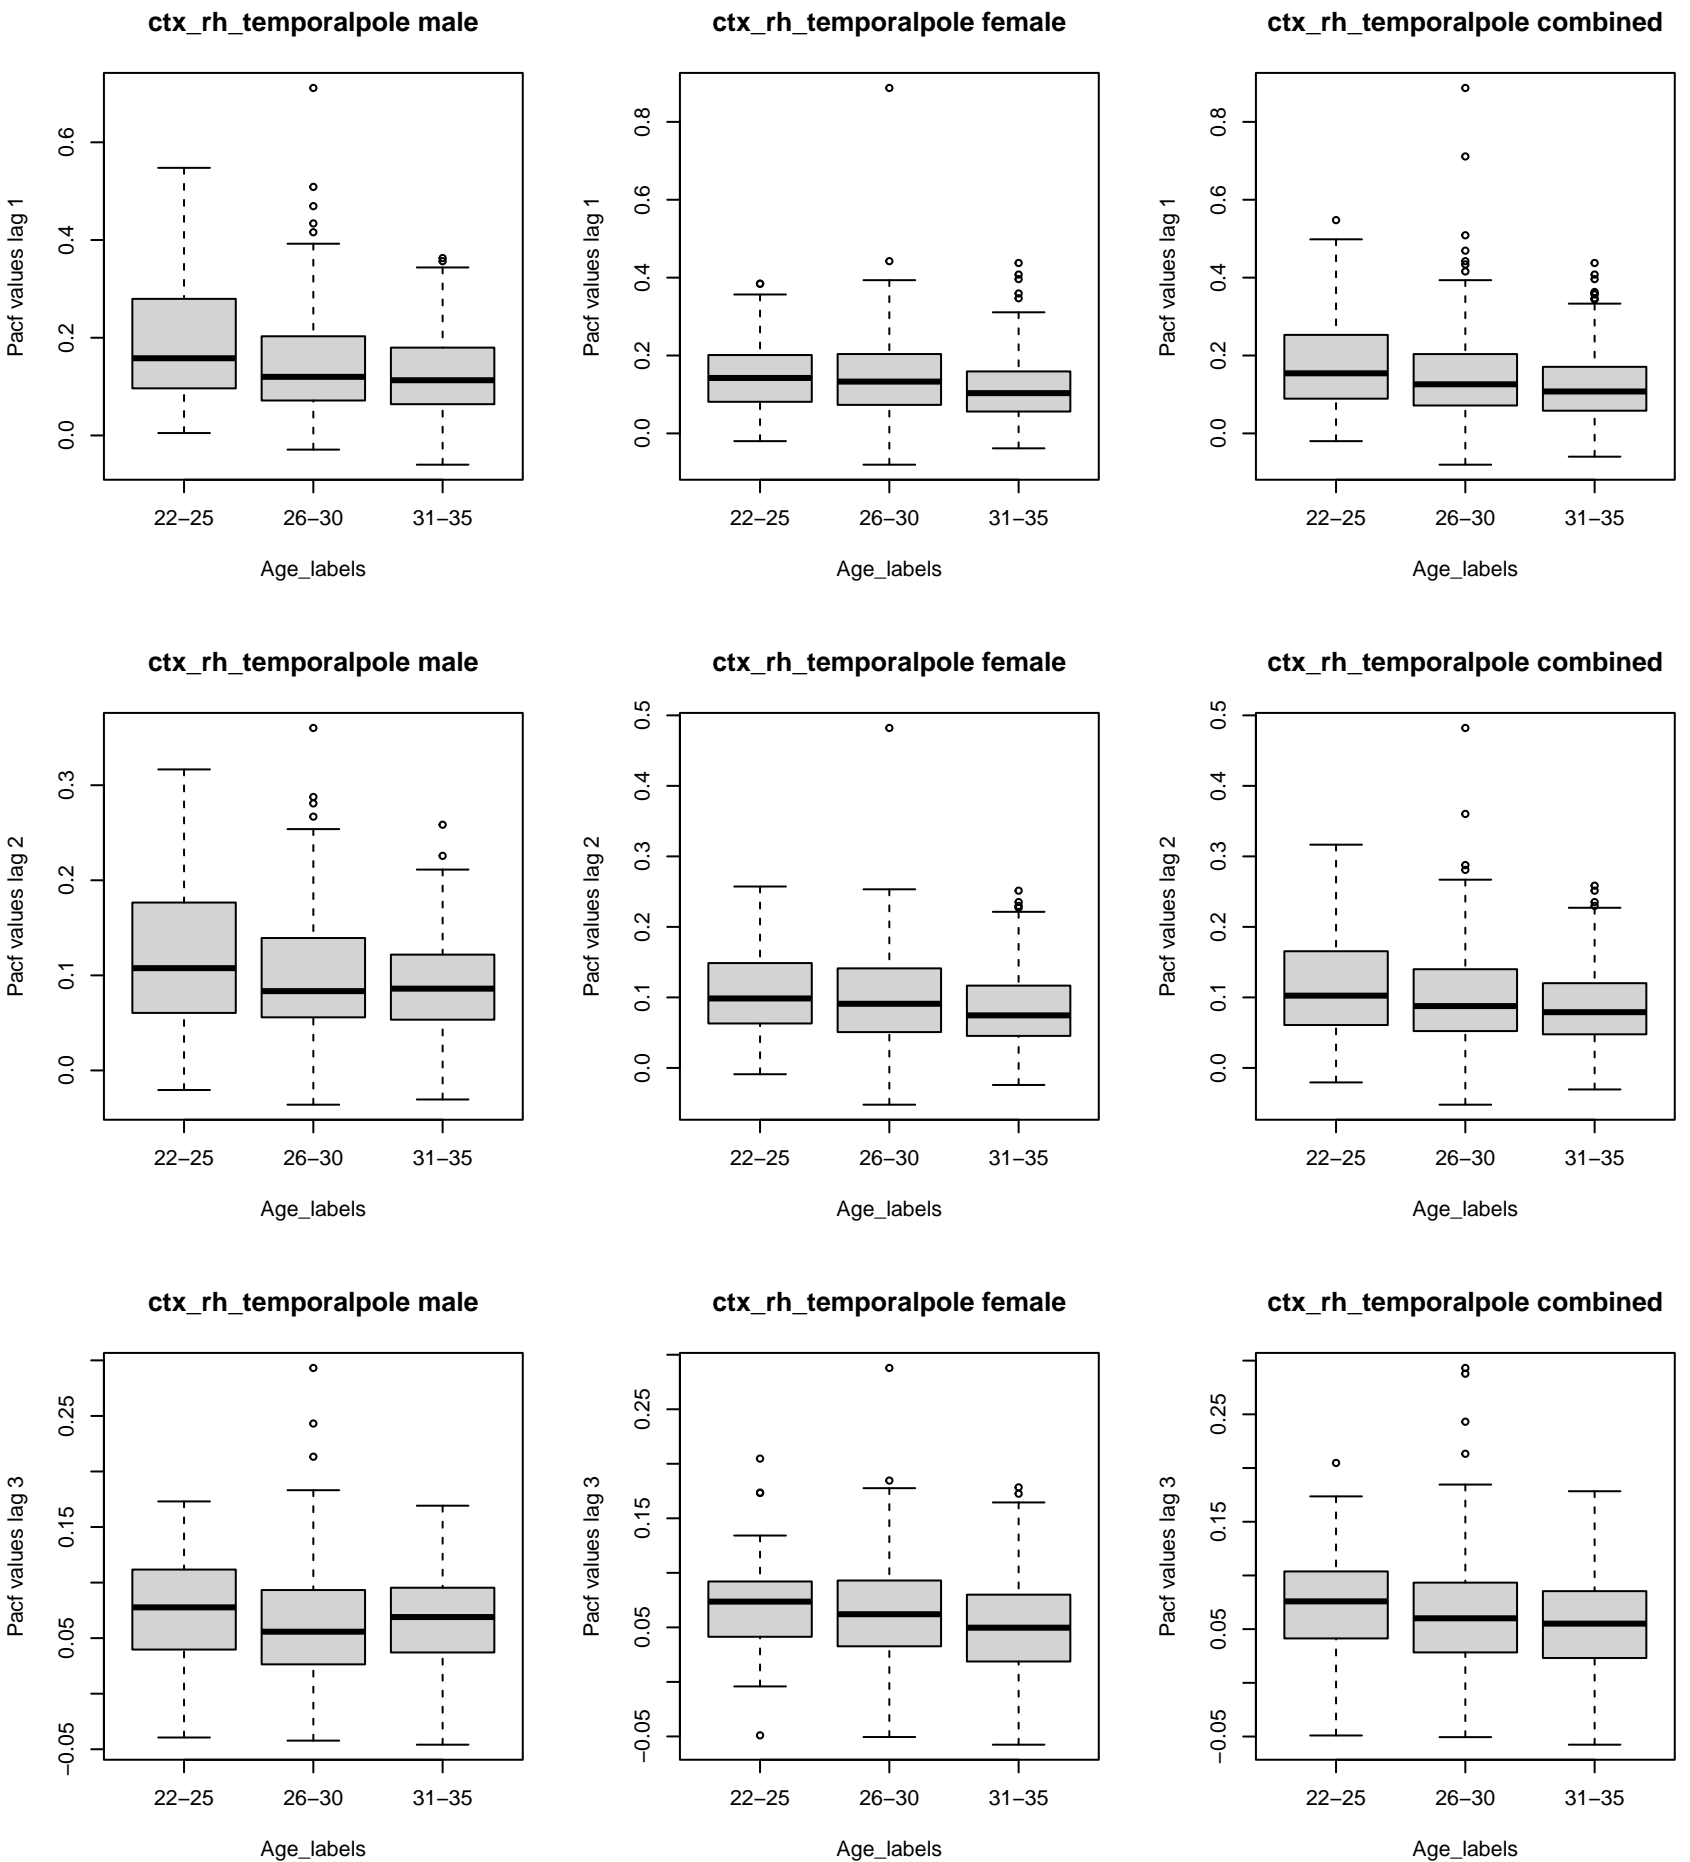 ctx_rh_temporalpole male
Pacf values lag 1
0.0 0.2 0.4 0.6
22−25 26−30 31−35
Age_labels
ctx_rh_temporalpole female
Pacf values lag 1
0.0 0.2 0.4 0.6 0.8
22−25 26−30 31−35
Age_labels
ctx_rh_temporalpole combined
Pacf values lag 1
0.0 0.2 0.4 0.6 0.8
22−25 26−30 31−35
Age_labels
ctx_rh_temporalpole male
Pacf values lag 2
0.0 0.1 0.2 0.3
22−25 26−30 31−35
Age_labels
ctx_rh_temporalpole female
Pacf values lag 2
0.0 0.1 0.2 0.3 0.4 0.5
22−25 26−30 31−35
Age_labels
ctx_rh_temporalpole combined
Pacf values lag 2
0.0 0.1 0.2 0.3 0.4 0.5
22−25 26−30 31−35
Age_labels
ctx_rh_temporalpole male
Pacf values lag 3
−0.05 0.05 0.15 0.25
22−25 26−30 31−35
Age_labels
ctx_rh_temporalpole female
Pacf values lag 3
−0.05 0.05 0.15 0.25
22−25 26−30 31−35
Age_labels
ctx_rh_temporalpole combined
Pacf values lag 3
−0.05 0.05 0.15 0.25
22−25 26−30 31−35
Age_labels